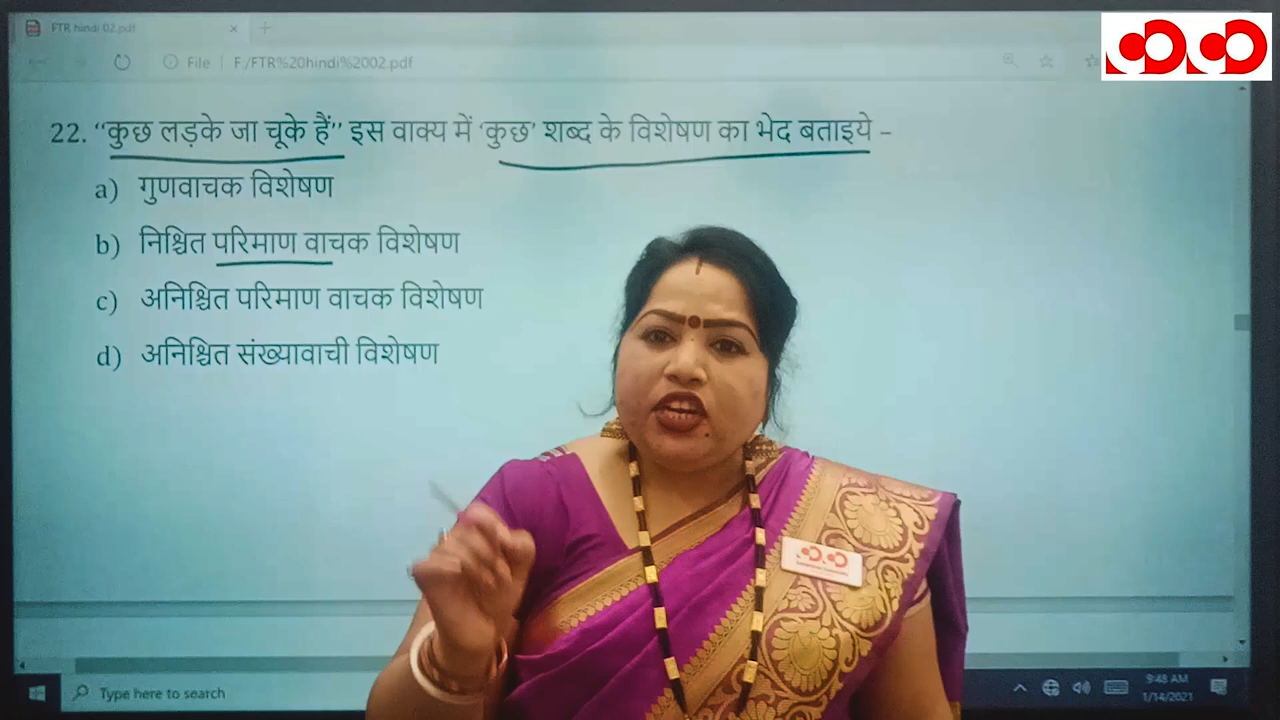 FTR hindi 02.pdf
File F:/FTR%20hindi%2002.pdf
22. “कुछ लड़के जा चूके हैं” इस वाक्य में ‘कुछ’ शब्द के विशेषण का भेद बताइये –
a) गुणवाचक विशेषण
b) निश्चित परिमाण वाचक विशेषण
c) अनिश्चित परिमाण वाचक विशेषण
d) अनिश्चित संख्यावाची विशेषण
Type here to search
9:48 AM
1/14/2021